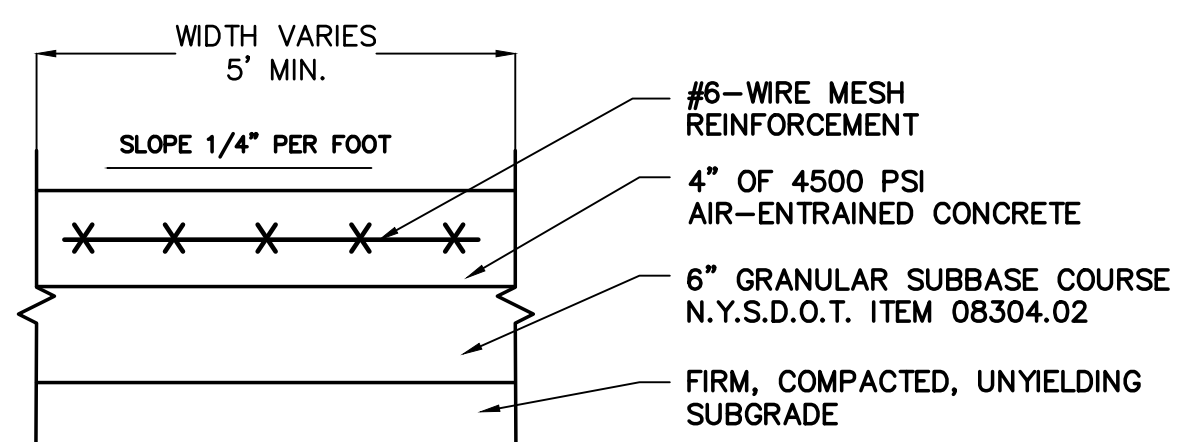 WIDTH VARIES
5' MIN.
SLOPE 1/4" PER FOOT
#6-WIRE MESH
REINFORCEMENT
4" OF 4500 PSI
AIR-ENTRAINED CONCRETE
6" GRANULAR SUBBASE COURSE
N.Y.S.D.O.T. ITEM 08304.02
FIRM, COMPACTED, UNYIELDING
SUBGRADE